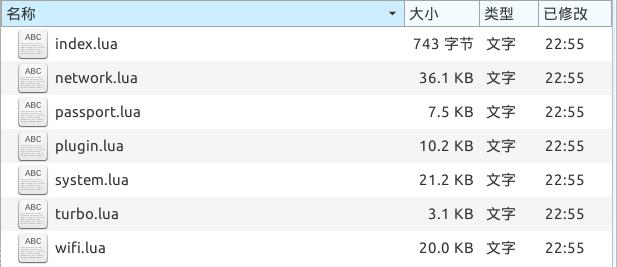 名称 大小 类型 已修改
ABC index.lua 743 字节 文字 22:55
ABC network.lua 36.1 KB 文字 22:55
ABC passport.lua 7.5 KB 文字 22:55
ABC plugin.lua 10.2 KB 文字 22:55
ABC system.lua 21.2 KB 文字 22:55
ABC turbo.lua 3.1 KB 文字 22:55
ABC wifi.lua 20.0 KB 文字 22:55